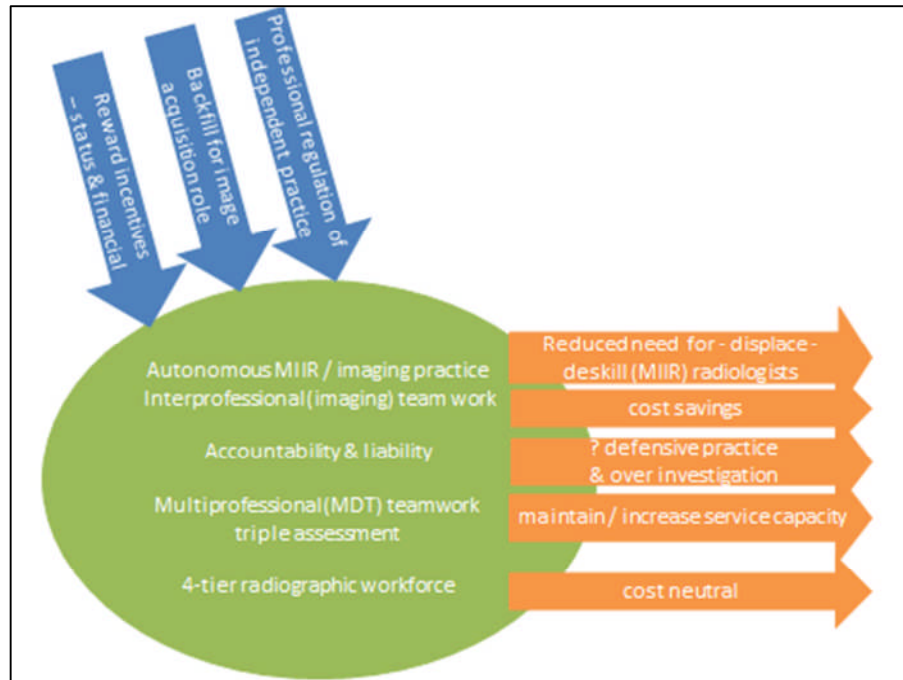 Reward incentives
– status & financial
Backfill for image
acquisition role
Professional regulation of
independent practice
Autonomous MIIR / imaging practice
Interprofessional (imaging) team work
Accountability & liability
Multiprofessional (MDT) teamwork
triple assessment
4-tier radiographic workforce
Reduced need for - displace -
deskill (MIIR) radiologists
cost savings
? defensive practice
& over investigation
maintain / increase service capacity
cost neutral